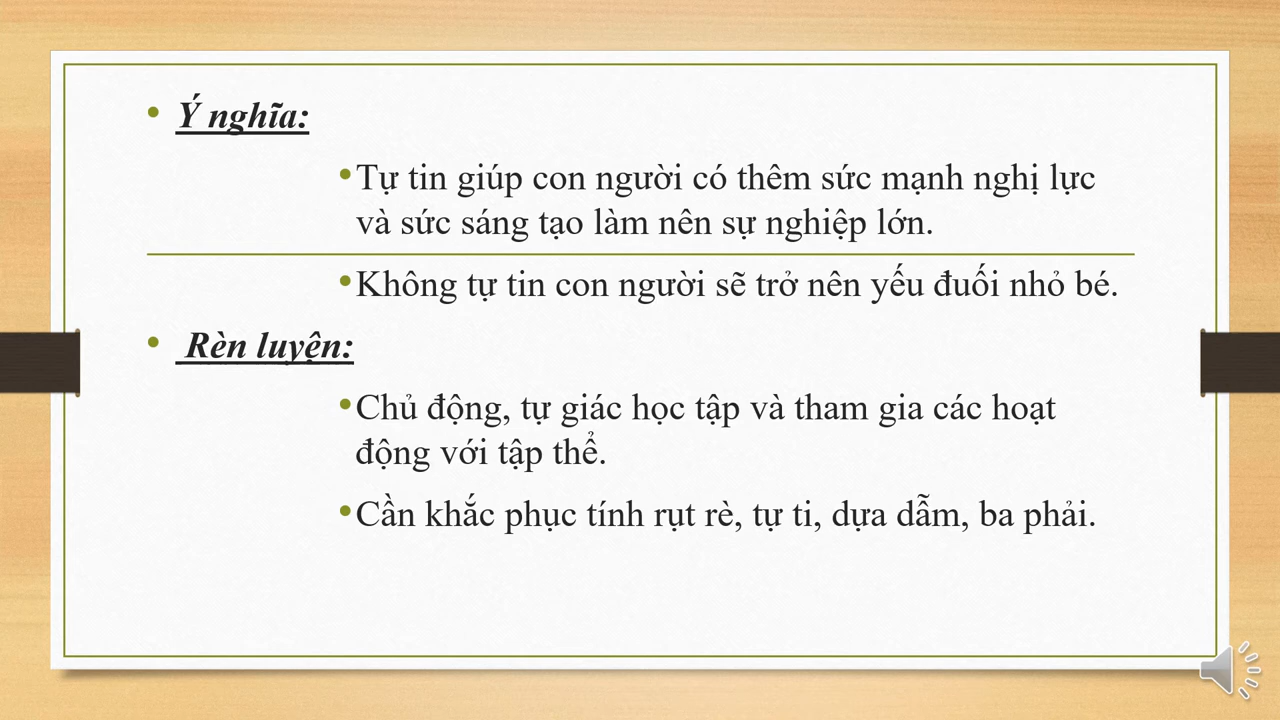 • Ý nghĩa:
• Tự tin giúp con người có thêm sức mạnh nghị lực
và sức sáng tạo làm nên sự nghiệp lớn.
• Không tự tin con người sẽ trở nên yếu đuối nhỏ bé.
• Rèn luyện:
• Chủ động, tự giác học tập và tham gia các hoạt
động với tập thể.
• Cần khắc phục tính rụt rè, tự ti, dựa dẫm, ba phải.